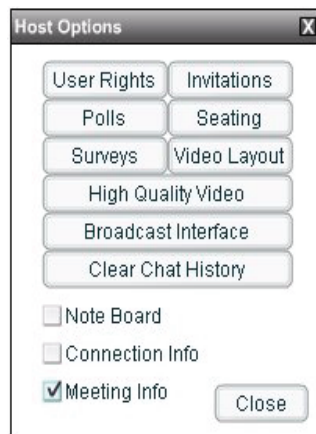 Host Options X
User Rights Invitations
Polls Seating
Surveys Video Layout
High Quality Video
Broadcast Interface
Clear Chat History
Note Board
Connection Info
Meeting Info
Close